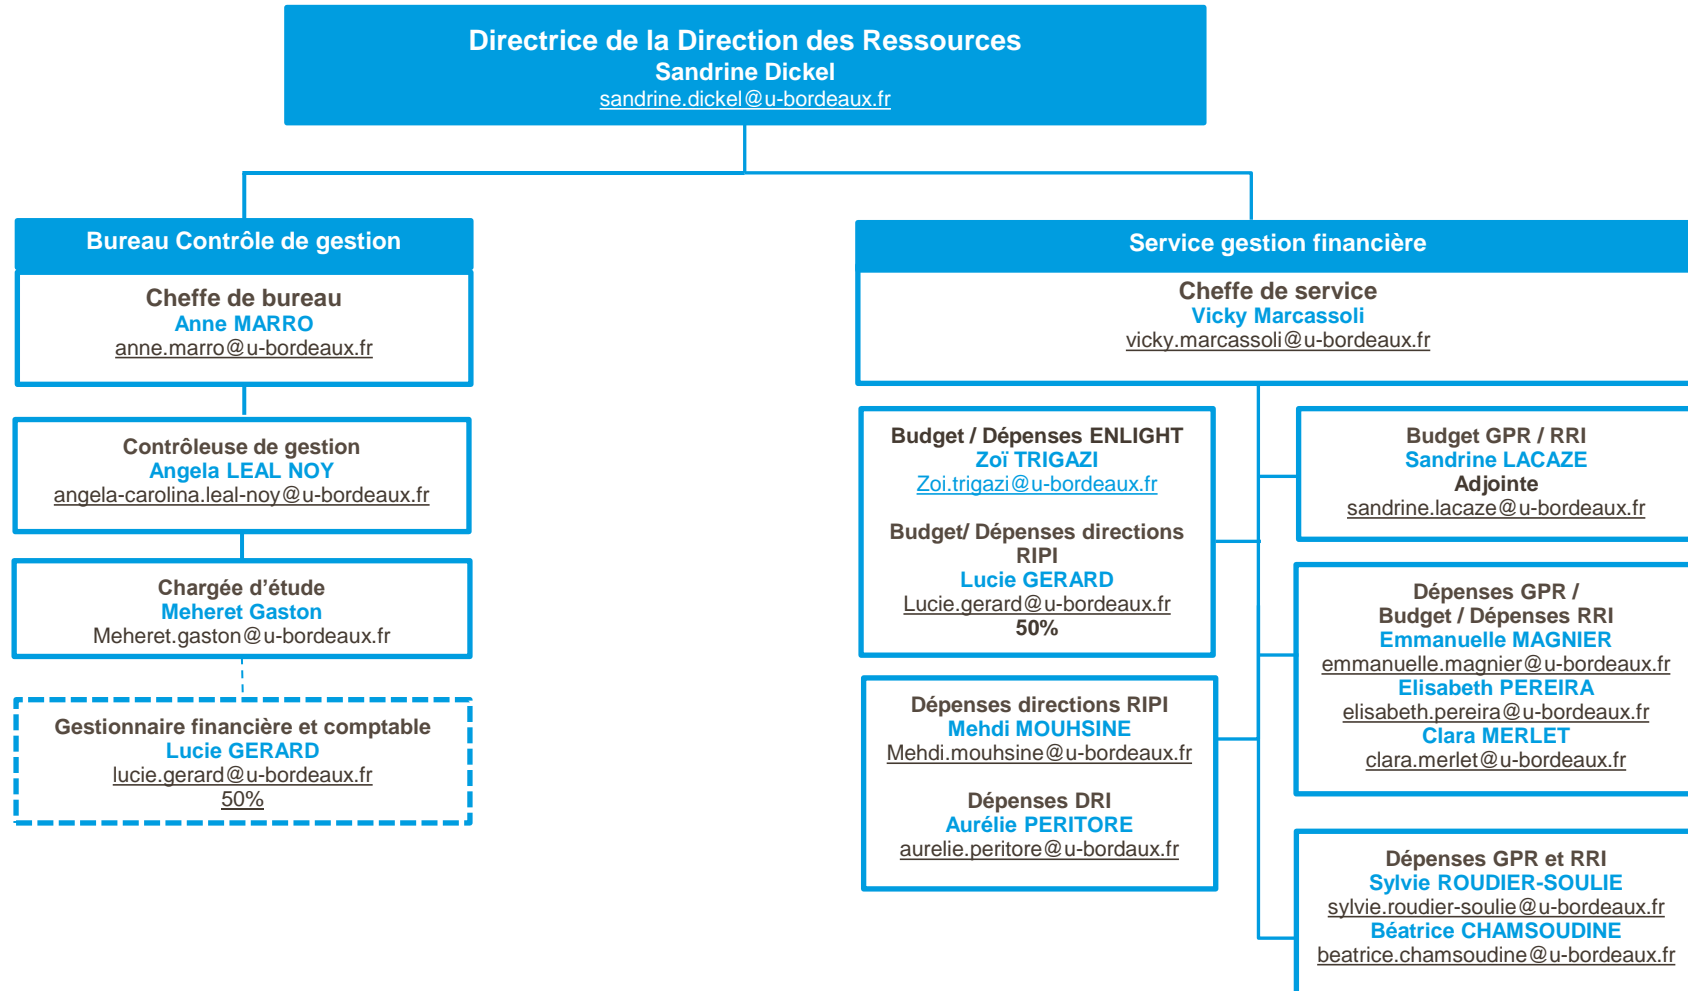 Directrice de la Direction des Ressources
Sandrine Dickel
sandrine.dickel@u-bordeaux.fr
Bureau Contrôle de gestion
Cheffe de bureau
Anne MARRO
anne.marro@u-bordeaux.fr
Contrôleuse de gestion
Angela LEAL NOY
angela-carolina.leal-noy@u-bordeaux.fr
Chargée d’étude
Meheret Gaston
Meheret.gaston@u-bordeaux.fr
Gestionnaire financière et comptable
Lucie GERARD
lucie.gerard@u-bordeaux.fr
50%
Service gestion financière
Cheffe de service
Vicky Marcassoli
vicky.marcassoli@u-bordeaux.fr
Budget / Dépenses ENLIGHT
Zoï TRIGAZI
Zoi.trigazi@u-bordeaux.fr
Budget/ Dépenses directions
RIPI
Lucie GERARD
Lucie.gerard@u-bordeaux.fr
50%
Dépenses directions RIPI
Mehdi MOUHSINE
Mehdi.mouhsine@u-bordeaux.fr
Dépenses DRI
Aurélie PERITORE
aurelie.peritore@u-bordaux.fr
Budget GPR / RRI
Sandrine LACAZE
Adjointe
sandrine.lacaze@u-bordeaux.fr
Dépenses GPR /
Budget / Dépenses RRI
Emmanuelle MAGNIER
emmanuelle.magnier@u-bordeaux.fr
Elisabeth PEREIRA
elisabeth.pereira@u-bordeaux.fr
Clara MERLET
clara.merlet@u-bordeaux.fr
Dépenses GPR et RRI
Sylvie ROUDIER-SOULIE
sylvie.roudier-soulie@u-bordeaux.fr
Béatrice CHAMSOUDINE
beatrice.chamsoudine@u-bordeaux.fr